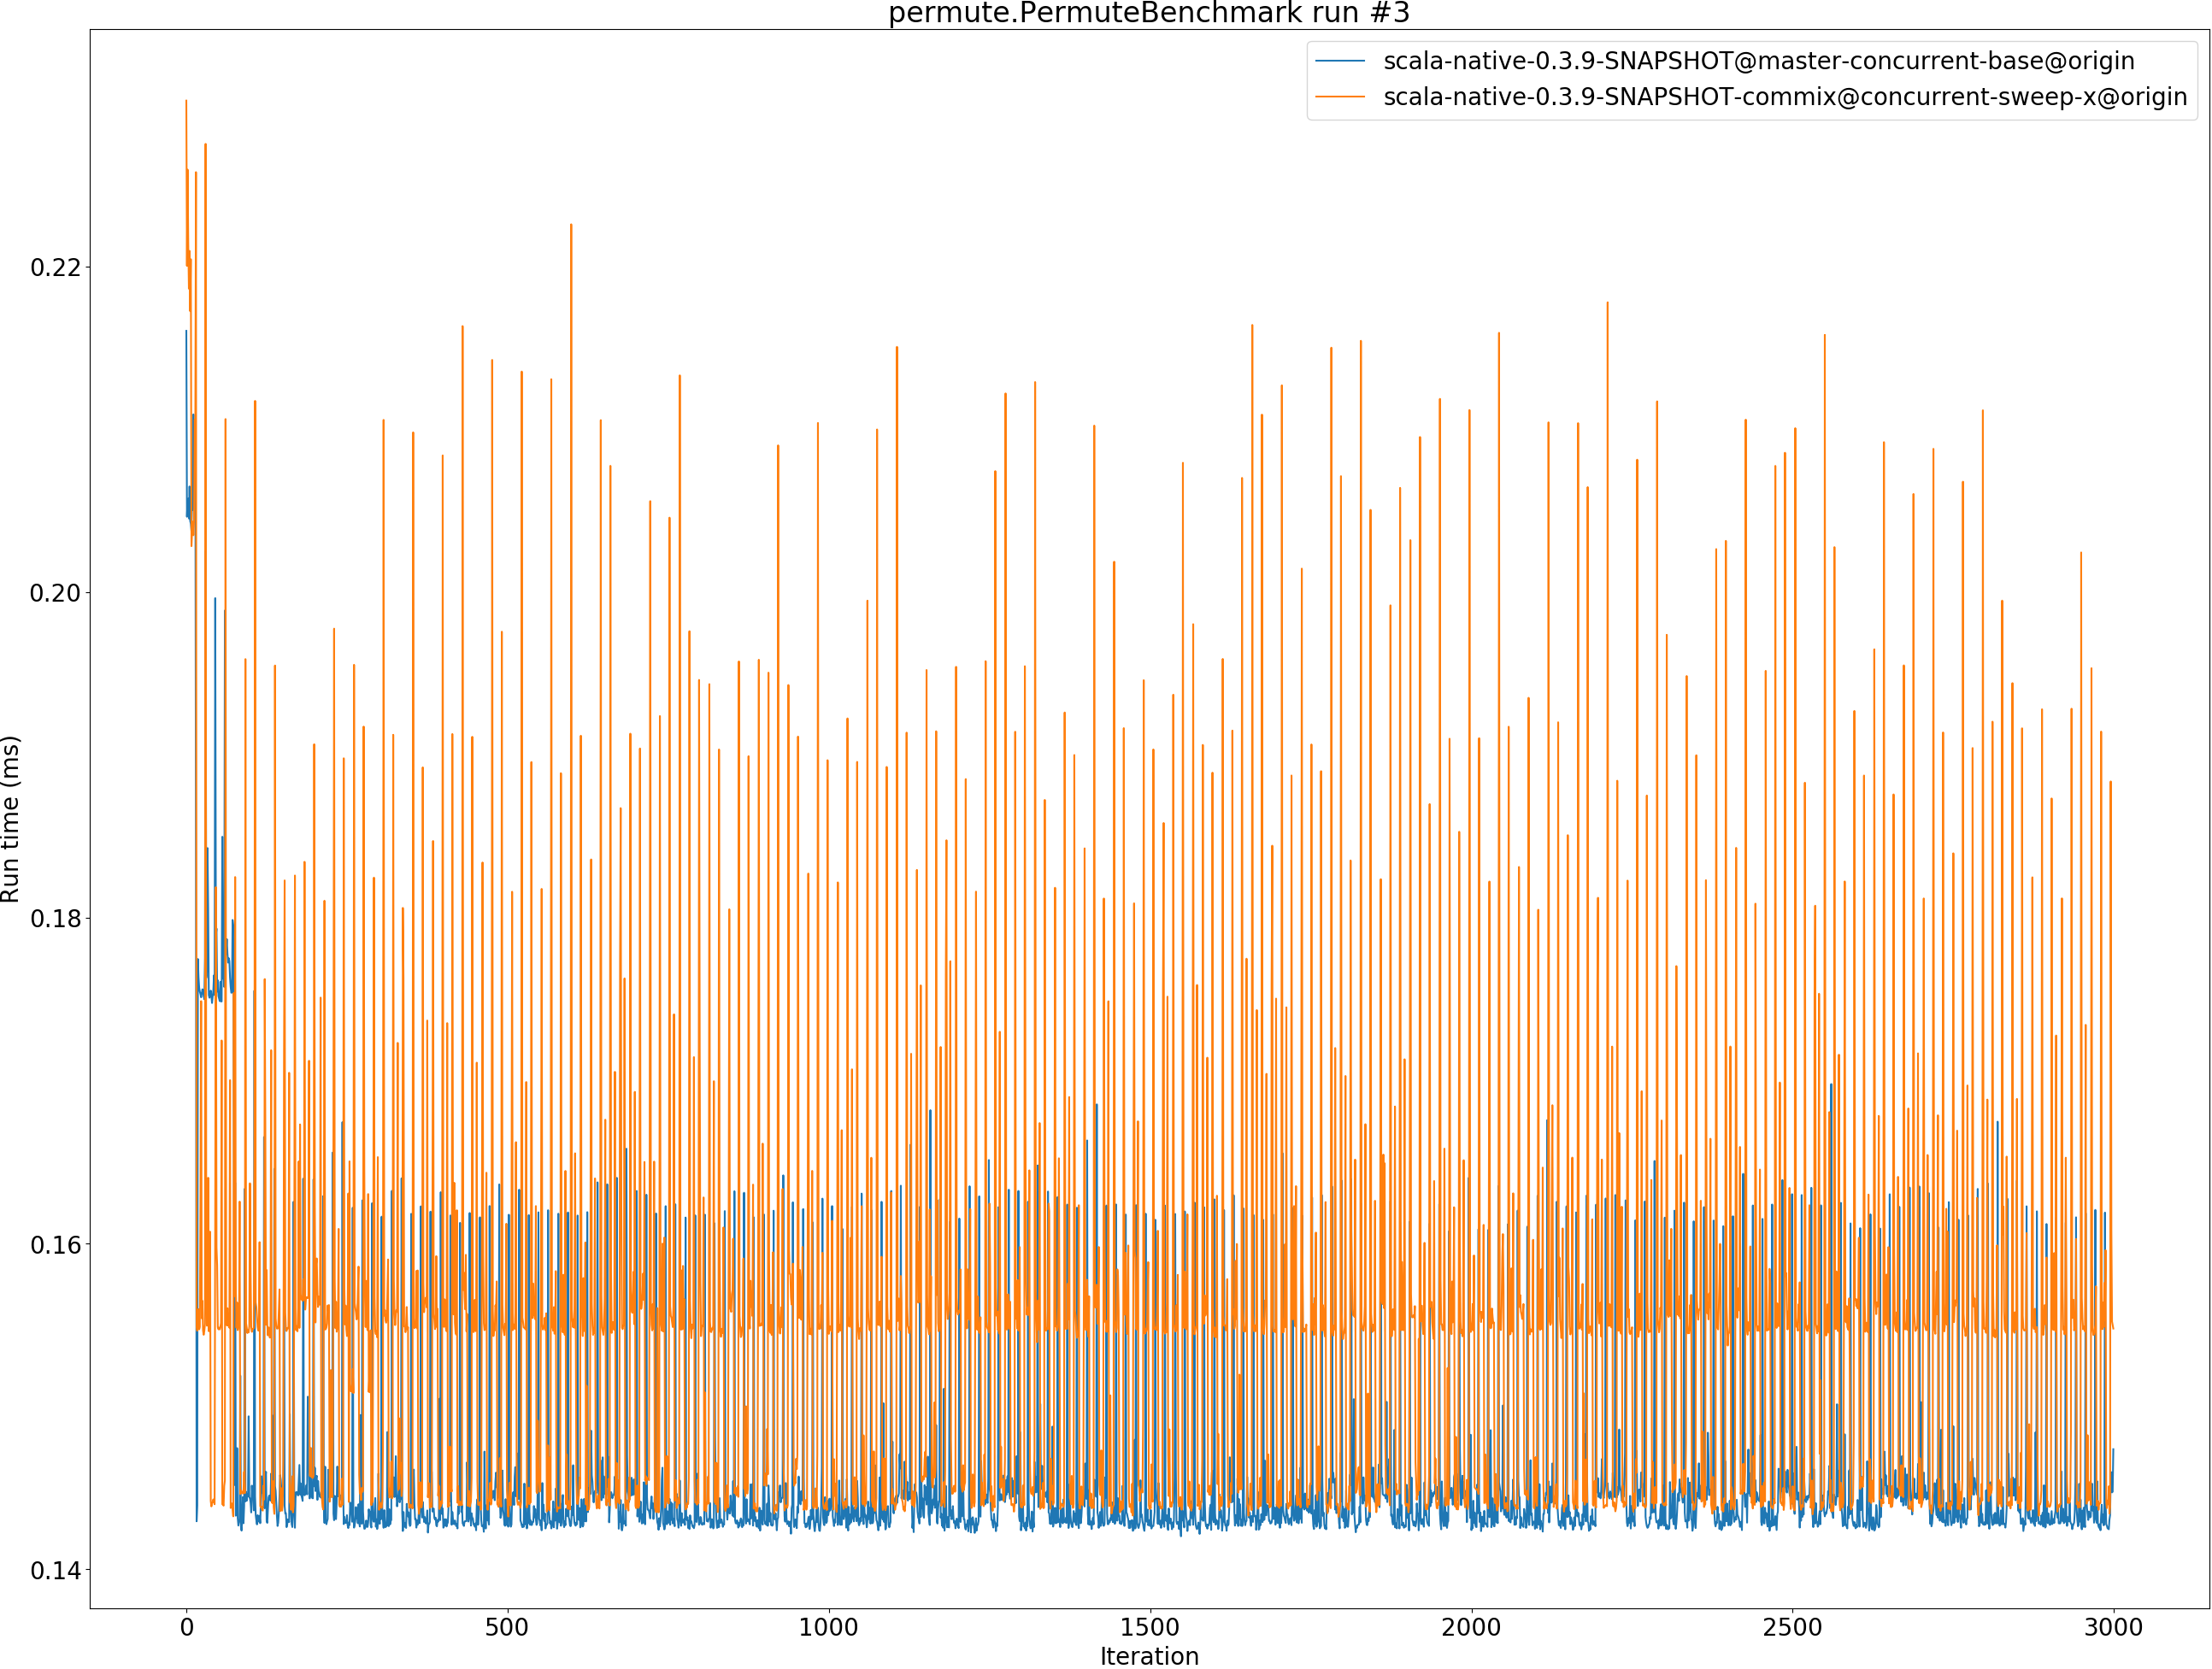 permute.PermuteBenchmark run #3
scala-native-0.3.9-SNAPSHOT@master-concurrent-base@origin
scala-native-0.3.9-SNAPSHOT-commix@concurrent-sweep-x@origin
Run time (ms)
0.22
0.20
0.18
0.16
0.14
0 500 1000 1500 2000 2500 3000
Iteration